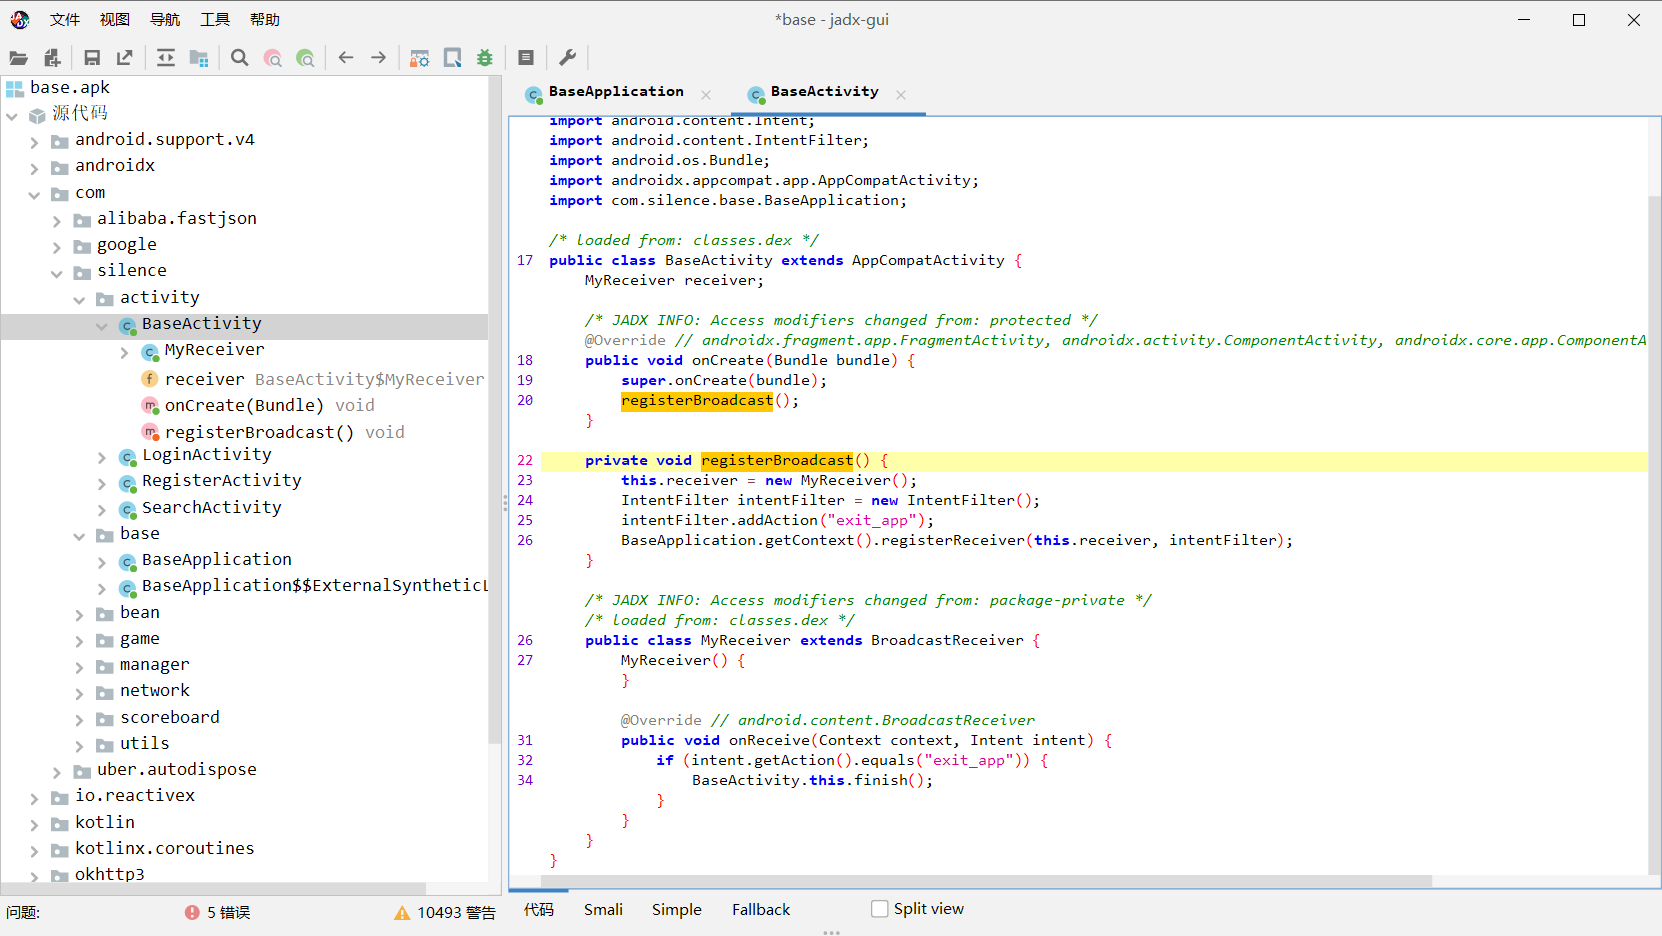 文件 视图 导航 工具 帮助
*base - jadx-gui
base.apk
源代码
android.support.v4
androidx
com
alibaba.fastjson
google
silence
activity
BaseActivity
MyReceiver
receiver BaseActivity$MyReceiver
onCreate(Bundle) void
registerBroadcast() void
LoginActivity
RegisterActivity
SearchActivity
base
BaseApplication
BaseApplication$$ExternalSyntheticL
bean
game
manager
network
scoreboard
utils
uber.autodispose
io.reactivex
kotlin
kotlinx.coroutines
okhttp3
BaseApplication
BaseActivity
import android.content.Intent;
import android.content.IntentFilter;
import android.os.Bundle;
import androidx.appcompat.app.AppCompatActivity;
import com.silence.base.BaseApplication;
/* loaded from: classes.dex */
17 public class BaseActivity extends AppCompatActivity {
MyReceiver receiver;
/* JADX INFO: Access modifiers changed from: protected */
@Override // androidx.fragment.app.FragmentActivity, androidx.activity.ComponentActivity, androidx.core.app.ComponentA
18 public void onCreate(Bundle bundle) {
19 super.onCreate(bundle);
20 registerBroadcast();
}
22 private void registerBroadcast() {
23 this.receiver = new MyReceiver();
24 IntentFilter intentFilter = new IntentFilter();
25 intentFilter.addAction("exit_app");
26 BaseApplication.getContext().registerReceiver(this.receiver, intentFilter);
}
/* JADX INFO: Access modifiers changed from: package-private */
/* loaded from: classes.dex */
26 public class MyReceiver extends BroadcastReceiver {
27 MyReceiver() {
}
@Override // android.content.BroadcastReceiver
31 public void onReceive(Context context, Intent intent) {
32 if (intent.getAction().equals("exit_app")) {
34 BaseActivity.this.finish();
}
}
}
}
问题: 5 错误 10493 警告
代码 Smali Simple Fallback Split view